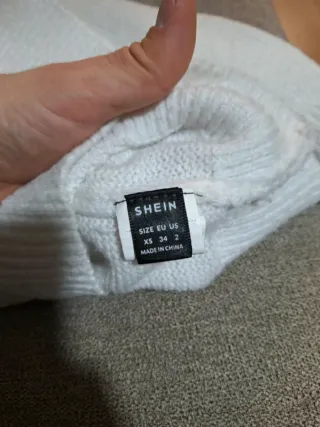 SHEIN
SIZE EU US
XS 34 2
MADE IN CHINA